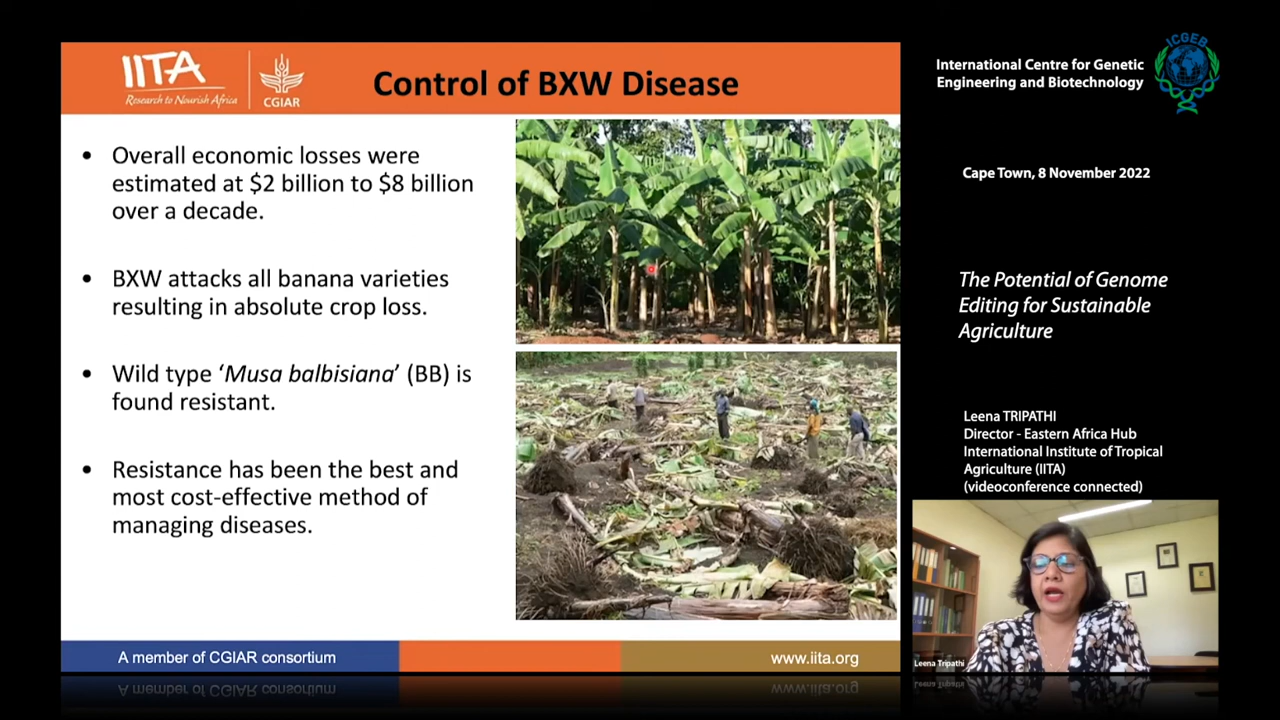 IITA
Research to Nourish Africa
CGIAR
Control of BXW Disease
• Overall economic losses were
estimated at $2 billion to $8 billion
over a decade.
• BXW attacks all banana varieties
resulting in absolute crop loss.
• Wild type ‘Musa balbisiana’ (BB) is
found resistant.
• Resistance has been the best and
most cost-effective method of
managing diseases.
A member of CGIAR consortium
www.iita.org
International Centre for Genetic
Engineering and Biotechnology
ICGEB
Cape Town, 8 November 2022
The Potential of Genome
Editing for Sustainable
Agriculture
Leena TRIPATHI
Director - Eastern Africa Hub
International Institute of Tropical
Agriculture (IITA)
(videoconference connected)
Leena Tripathi